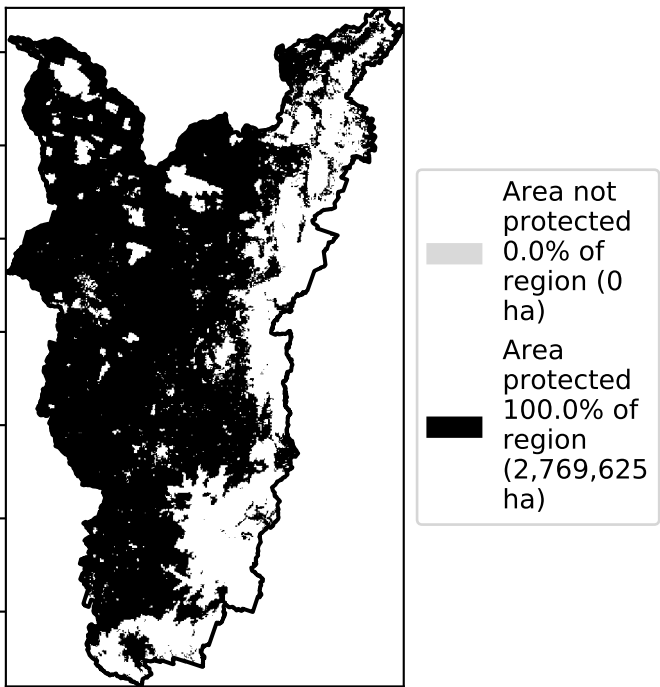 Area not
protected
0.0% of
region (0
ha)
Area
protected
100.0% of
region
(2,769,625
ha)